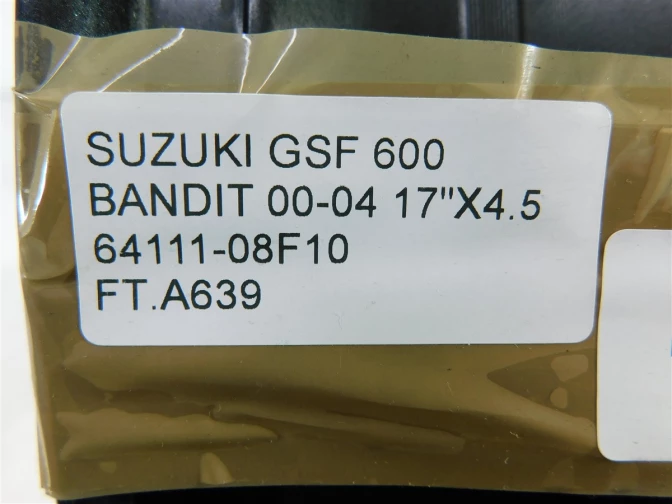 SUZUKI GSF 600
BANDIT 00-04 17"X4.5
64111-08F10
FT.A639